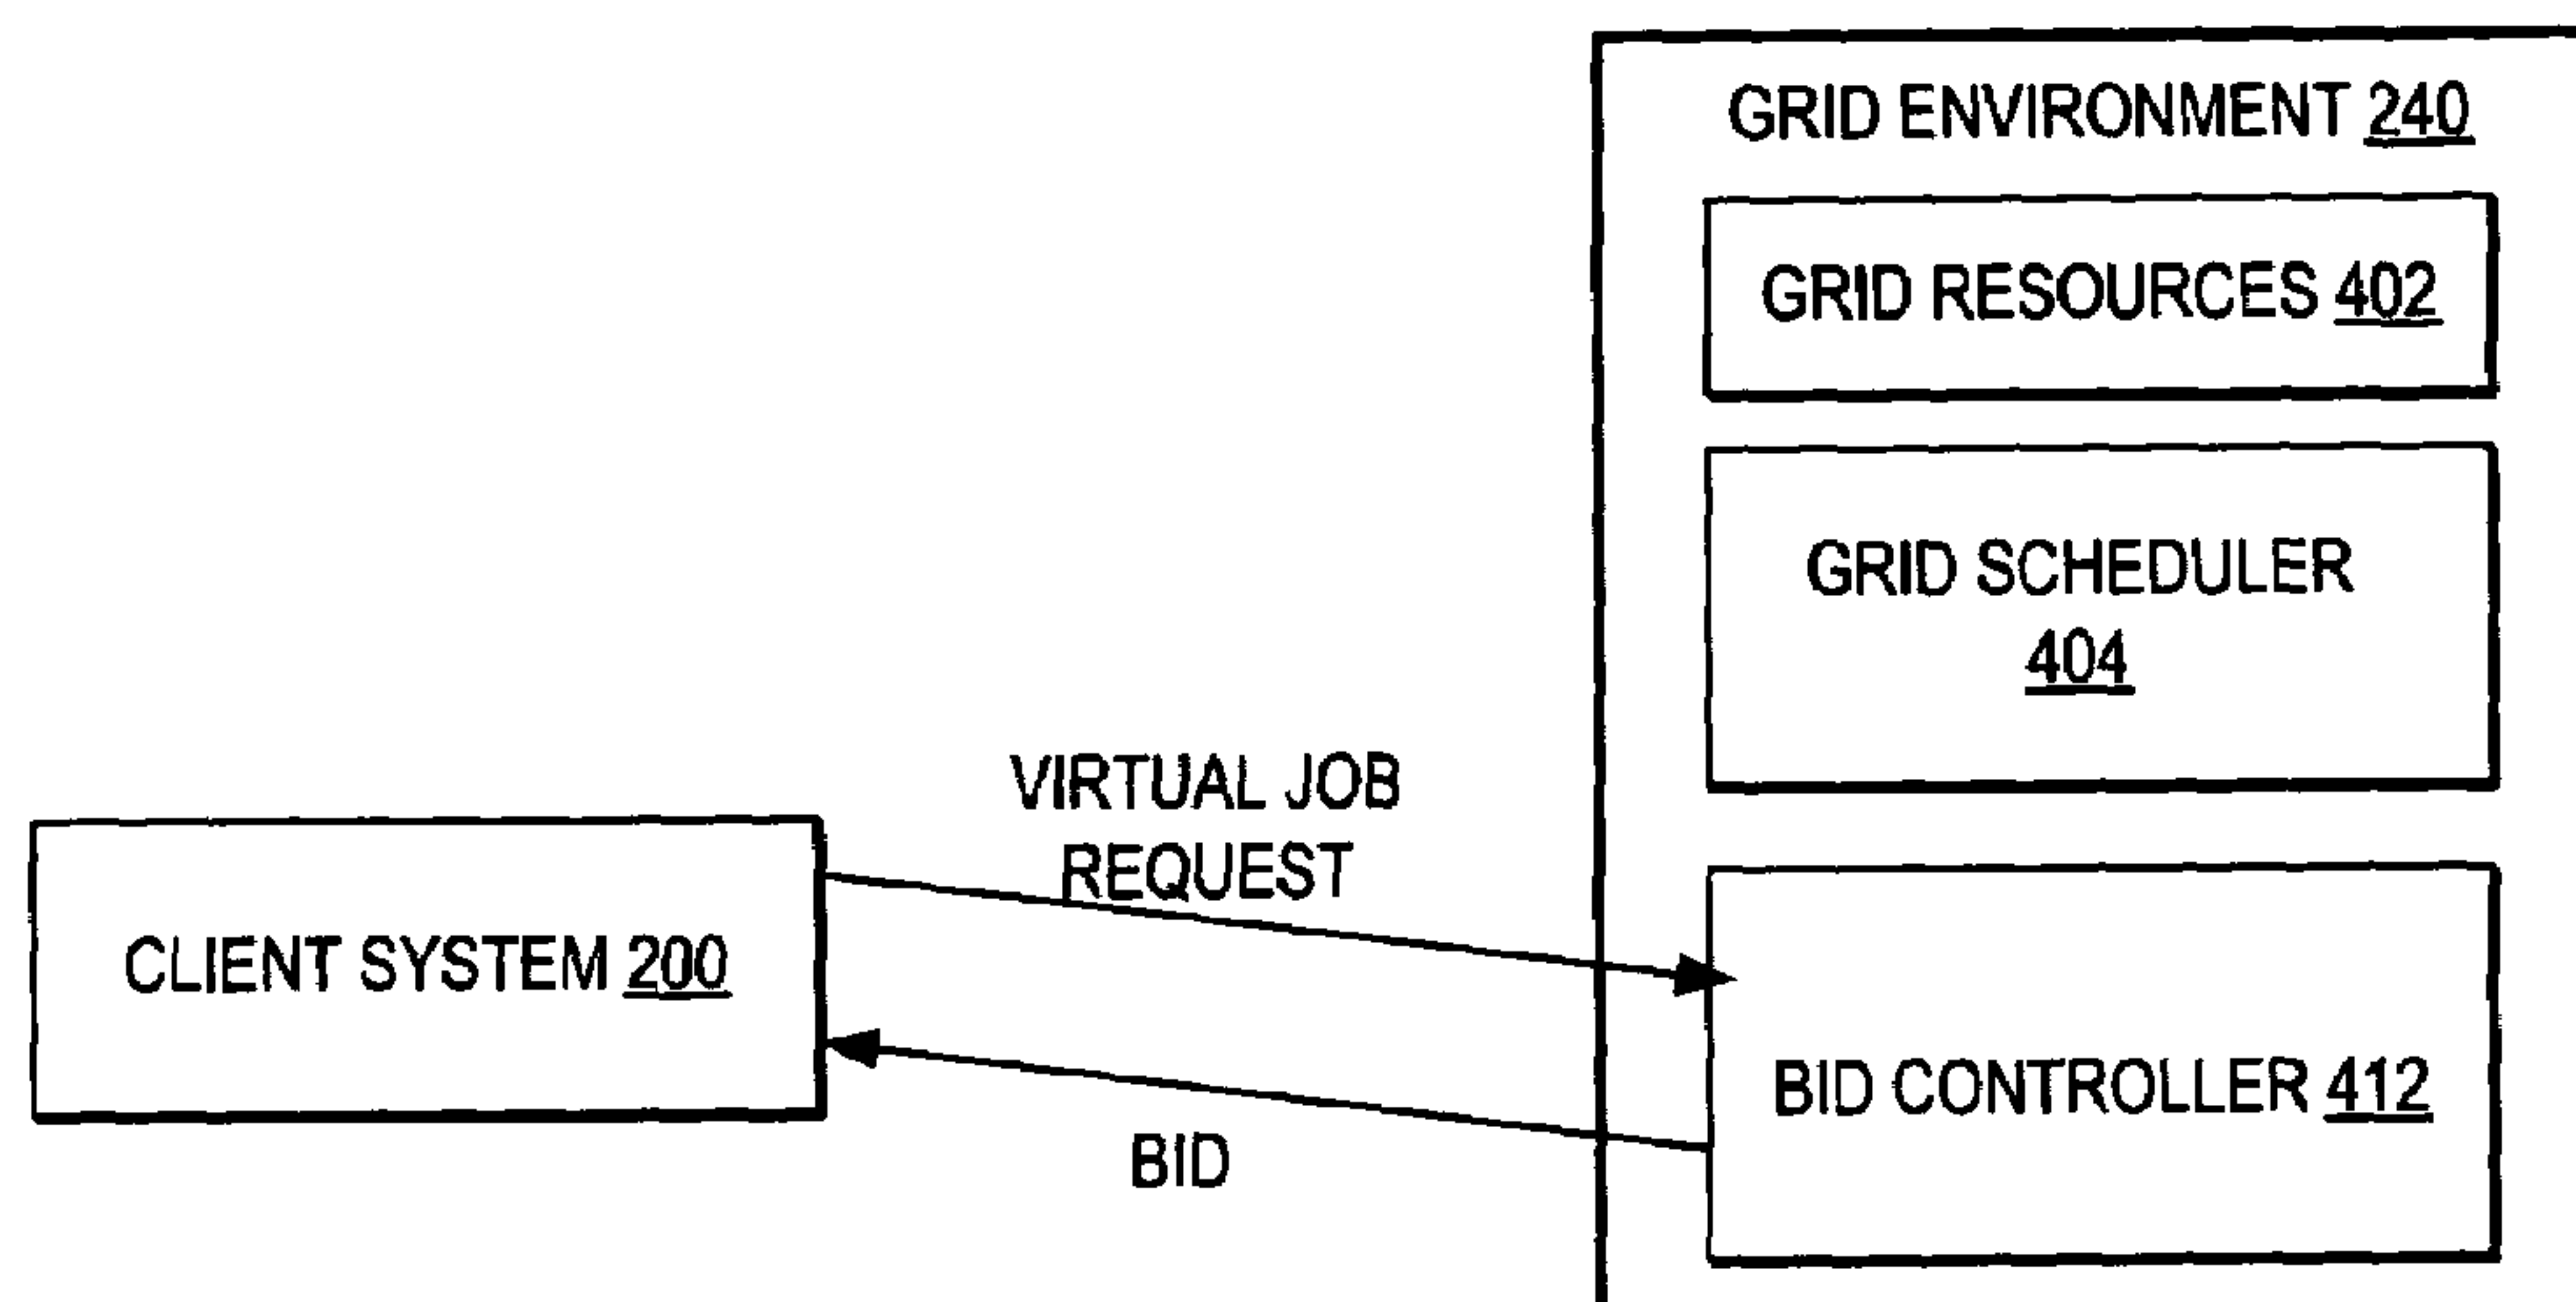 GRID ENVIRONMENT 240
GRID RESOURCES 402
GRID SCHEDULER
404
VIRTUAL JOB
REQUEST
CLIENT SYSTEM 200
BID CONTROLLER 412
BID